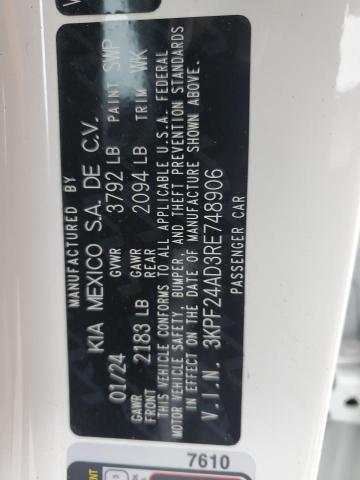 MANUFACTURED BY
KIA MEXICO S.A. DE C.V.
01/24 GVWR 3792 LB PAINT SWP
GAWR FRONT 2183 LB GAWR REAR 2094 LB TRIM WK
THIS VEHICLE CONFORMS TO ALL APPLICABLE U.S.A. FEDERAL
MOTOR VEHICLE SAFETY, BUMPER, AND THEFT PREVENTION STANDARDS
IN EFFECT ON THE DATE OF MANUFACTURE SHOWN ABOVE.
V.I.N. 3KPF24AD3RE748906
PASSENGER CAR
7610